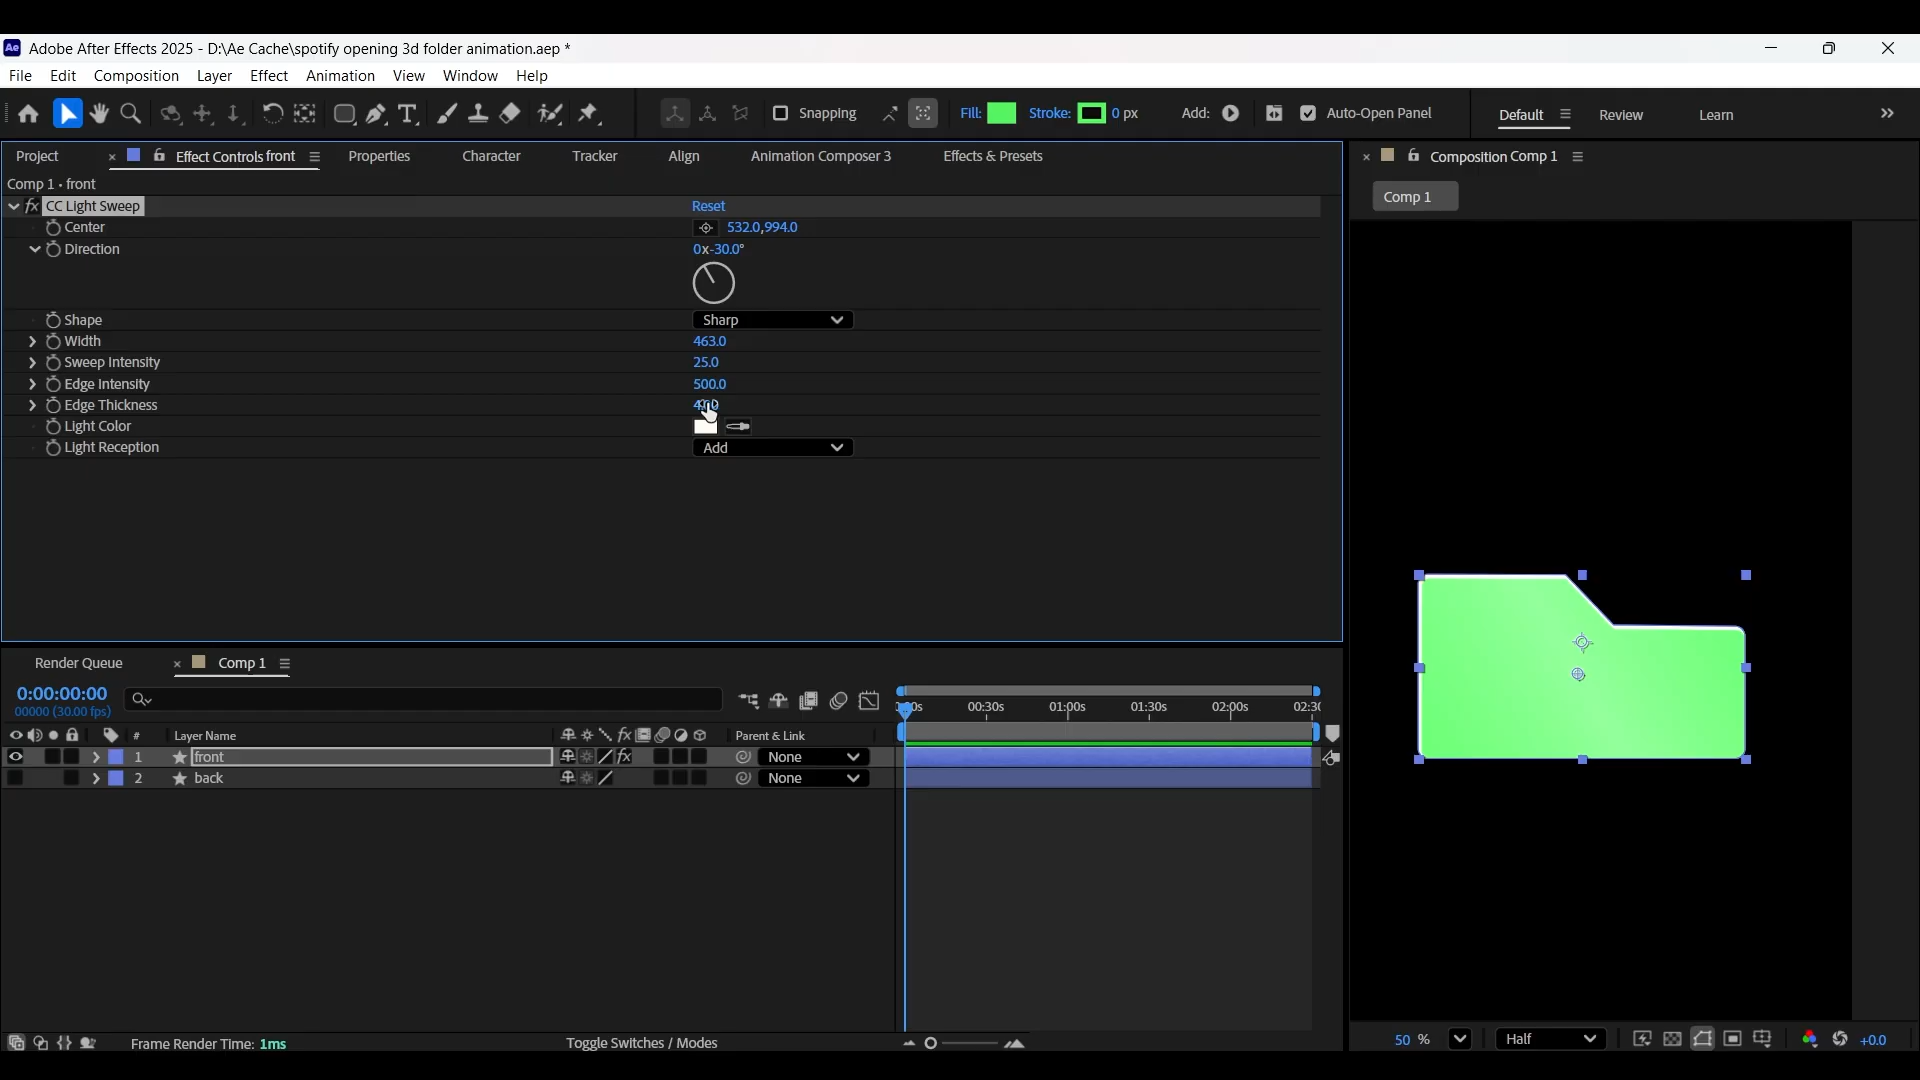 Ae Adobe After Effects 2025 - D:\Ae Cache\spotify opening 3d folder animation.aep *
File Edit Composition Layer Effect Animation View Window Help
Snapping Fill: Stroke: 0 px Add: Auto-Open Panel Default Review Learn
Project Effect Controls front Properties Character Tracker Align Animation Composer 3 Effects & Presets
Composition Comp 1
Comp 1 • front
Comp 1
fx CC Light Sweep Reset
Center 532.0,994.0
Direction 0x-30.0°
Shape Sharp
Width 463.0
Sweep Intensity 25.0
Edge Intensity 500.0
Edge Thickness
Light Color
Light Reception Add
Render Queue Comp 1
0:00:00:00
00000 (30.00 fps)
00:30s 01:00s 01:30s 02:00s
# Layer Name Parent & Link
1 front fx None
2 back None
Frame Render Time: 1ms Toggle Switches / Modes
50 % Half +0.0